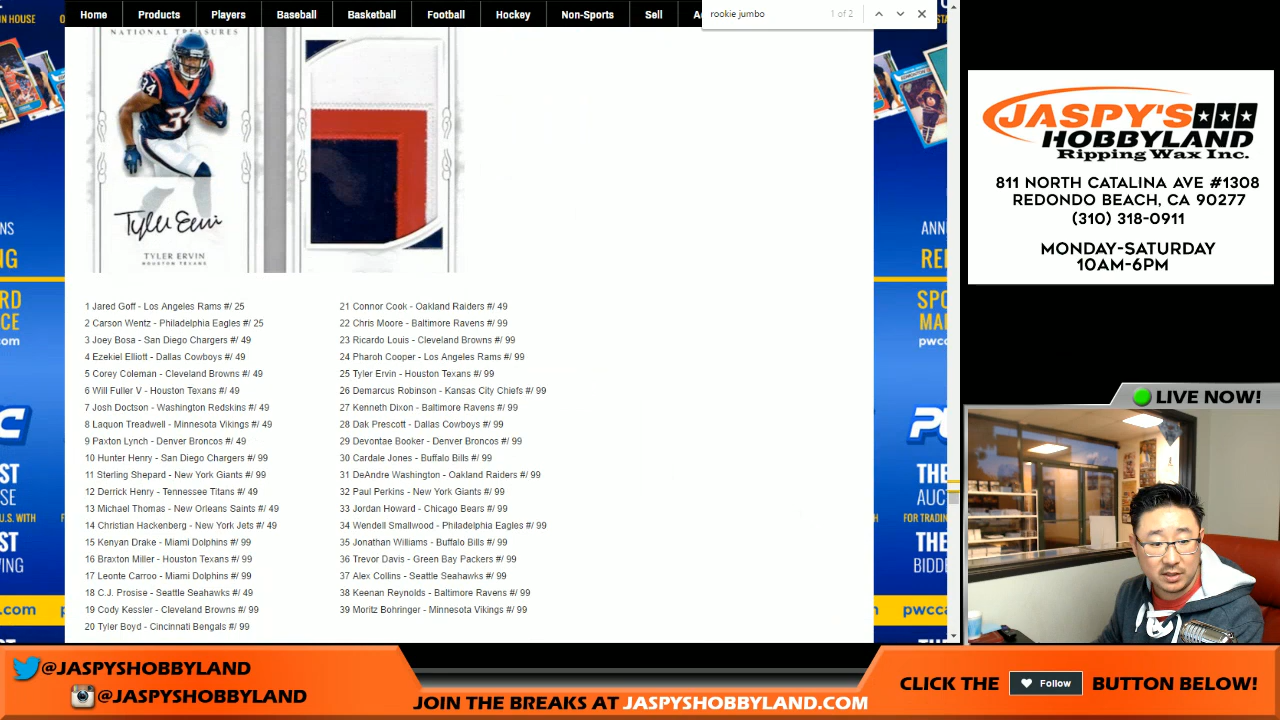 Home Products Players Baseball Basketball Football Hockey Non-Sports Sell
rookie jumbo 1 of 2
NATIONAL TREASURES
34
Tyler Ervin
TYLER ERVIN
HOUSTON TEXANS
1 Jared Goff - Los Angeles Rams #/ 25
2 Carson Wentz - Philadelphia Eagles #/ 25
3 Joey Bosa - San Diego Chargers #/ 49
4 Ezekiel Elliott - Dallas Cowboys #/ 49
5 Corey Coleman - Cleveland Browns #/ 49
6 Will Fuller V - Houston Texans #/ 49
7 Josh Doctson - Washington Redskins #/ 49
8 Laquon Treadwell - Minnesota Vikings #/ 49
9 Paxton Lynch - Denver Broncos #/ 49
10 Hunter Henry - San Diego Chargers #/ 99
11 Sterling Shepard - New York Giants #/ 99
12 Derrick Henry - Tennessee Titans #/ 49
13 Michael Thomas - New Orleans Saints #/ 49
14 Christian Hackenberg - New York Jets #/ 49
15 Kenyan Drake - Miami Dolphins #/ 99
16 Braxton Miller - Houston Texans #/ 99
17 Leonte Carroo - Miami Dolphins #/ 99
18 C.J. Prosise - Seattle Seahawks #/ 49
19 Cody Kessler - Cleveland Browns #/ 99
20 Tyler Boyd - Cincinnati Bengals #/ 99
21 Connor Cook - Oakland Raiders #/ 49
22 Chris Moore - Baltimore Ravens #/ 99
23 Ricardo Louis - Cleveland Browns #/ 99
24 Pharoh Cooper - Los Angeles Rams #/ 99
25 Tyler Ervin - Houston Texans #/ 99
26 Demarcus Robinson - Kansas City Chiefs #/ 99
27 Kenneth Dixon - Baltimore Ravens #/ 99
28 Dak Prescott - Dallas Cowboys #/ 99
29 Devontae Booker - Denver Broncos #/ 99
30 Cardale Jones - Buffalo Bills #/ 99
31 DeAndre Washington - Oakland Raiders #/ 99
32 Paul Perkins - New York Giants #/ 99
33 Jordan Howard - Chicago Bears #/ 99
34 Wendell Smallwood - Philadelphia Eagles #/ 99
35 Jonathan Williams - Buffalo Bills #/ 99
36 Trevor Davis - Green Bay Packers #/ 99
37 Alex Collins - Seattle Seahawks #/ 99
38 Keenan Reynolds - Baltimore Ravens #/ 99
39 Moritz Bohringer - Minnesota Vikings #/ 99
JASPY'S
HOBBYLAND
Ripping Wax Inc.
811 NORTH CATALINA AVE #1308
REDONDO BEACH, CA 90277
(310) 318-0911
MONDAY-SATURDAY
10AM-6PM
LIVE NOW!
@JASPYSHOBBYLAND
@JASPYSHOBBYLAND
JOIN THE BREAKS AT JASPYSHOBBYLAND.COM
CLICK THE Follow BUTTON BELOW!